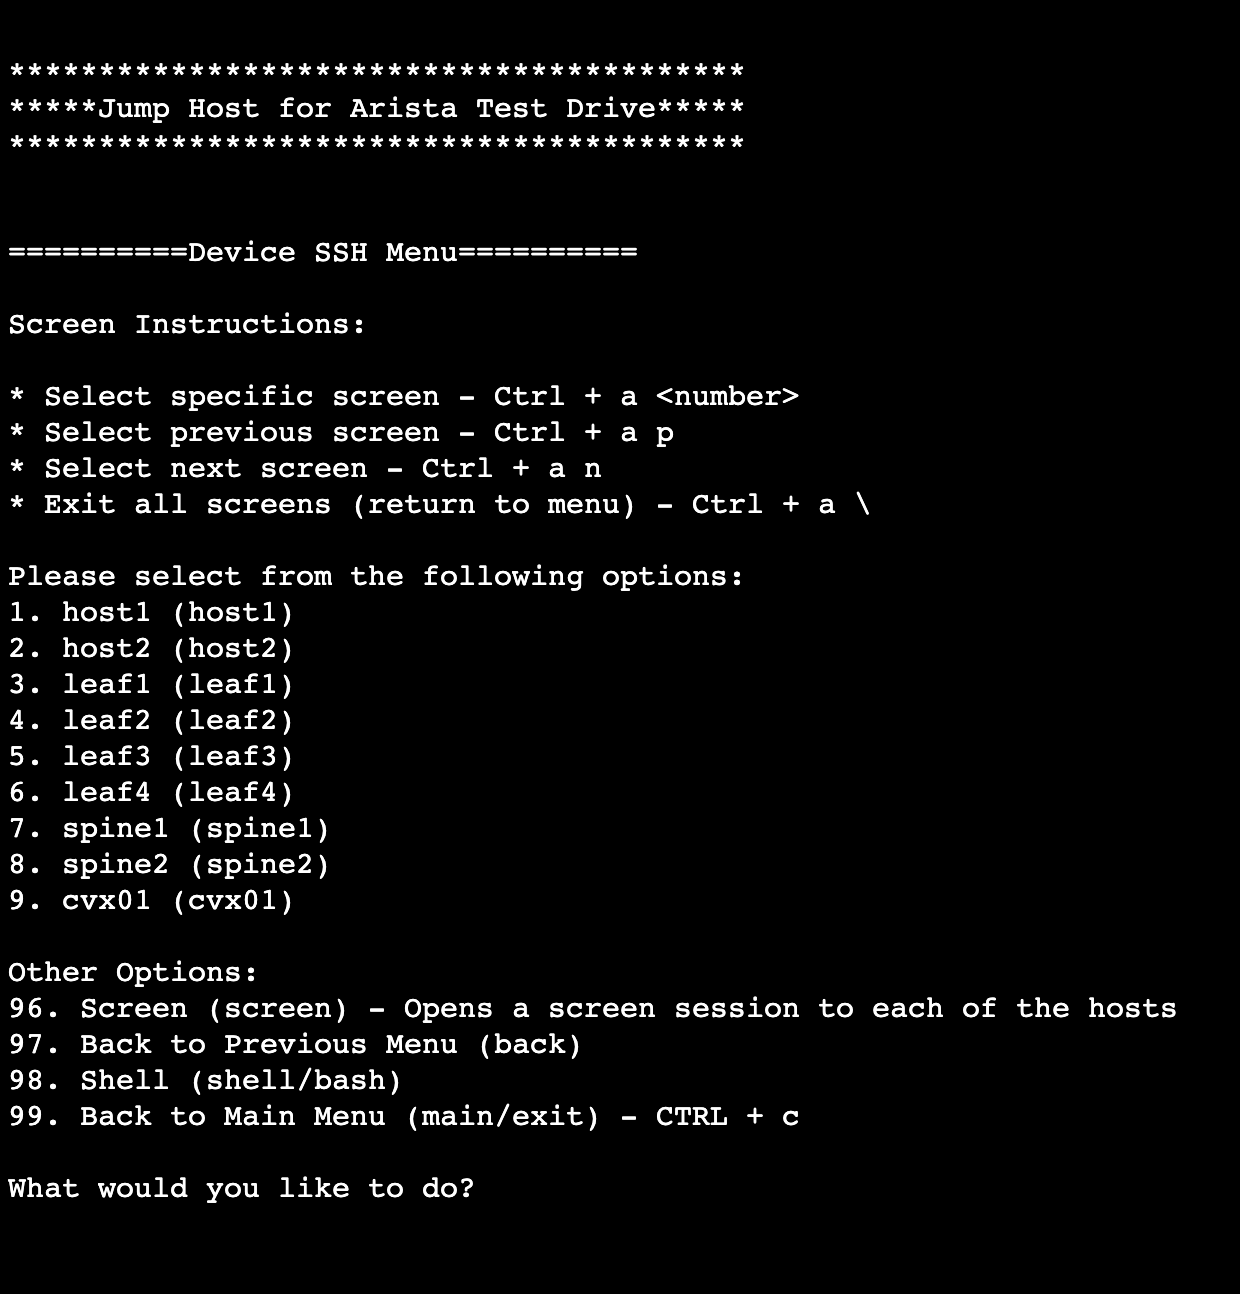 *****************************************
*****Jump Host for Arista Test Drive*****
*****************************************
==========Device SSH Menu==========
Screen Instructions:
* Select specific screen - Ctrl + a <number>
* Select previous screen - Ctrl + a p
* Select next screen - Ctrl + a n
* Exit all screens (return to menu) - Ctrl + a \
Please select from the following options:
1. host1 (host1)
2. host2 (host2)
3. leaf1 (leaf1)
4. leaf2 (leaf2)
5. leaf3 (leaf3)
6. leaf4 (leaf4)
7. spine1 (spine1)
8. spine2 (spine2)
9. cvx01 (cvx01)
Other Options:
96. Screen (screen) - Opens a screen session to each of the hosts
97. Back to Previous Menu (back)
98. Shell (shell/bash)
99. Back to Main Menu (main/exit) - CTRL + c
What would you like to do?